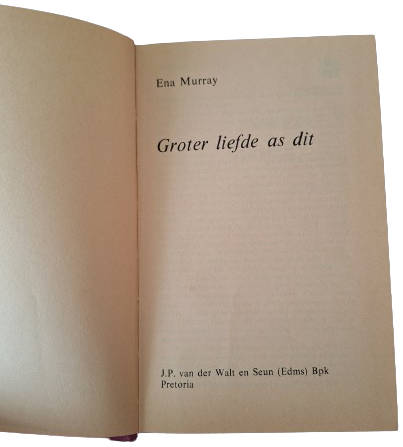 Ena Murray
Groter liefde as dit
J.P. van der Walt en Seun (Edms) Bpk
Pretoria